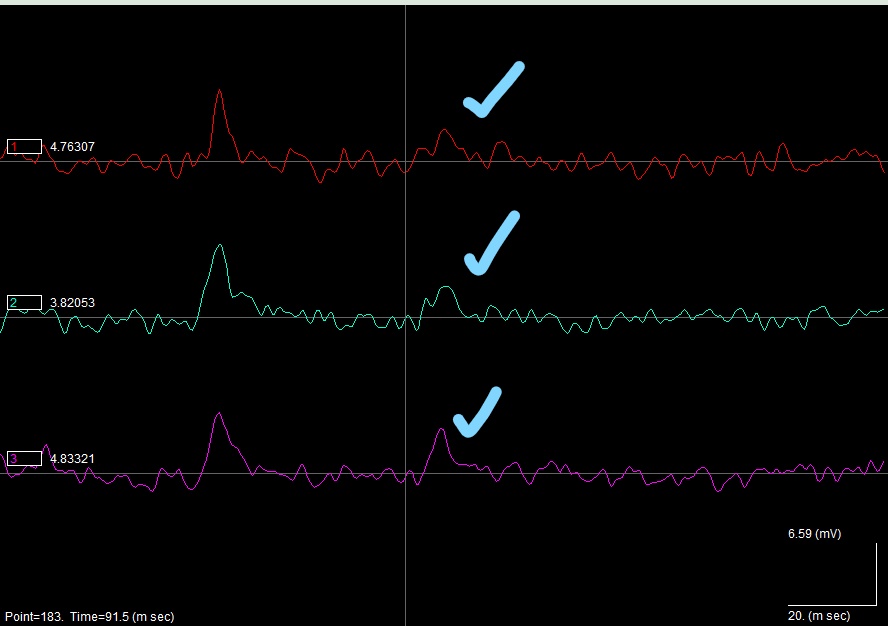 1 4.76307
2 3.82053
3 4.83321
6.59 (mV)
20. (m sec)
Point=183. Time=91.5 (m sec)